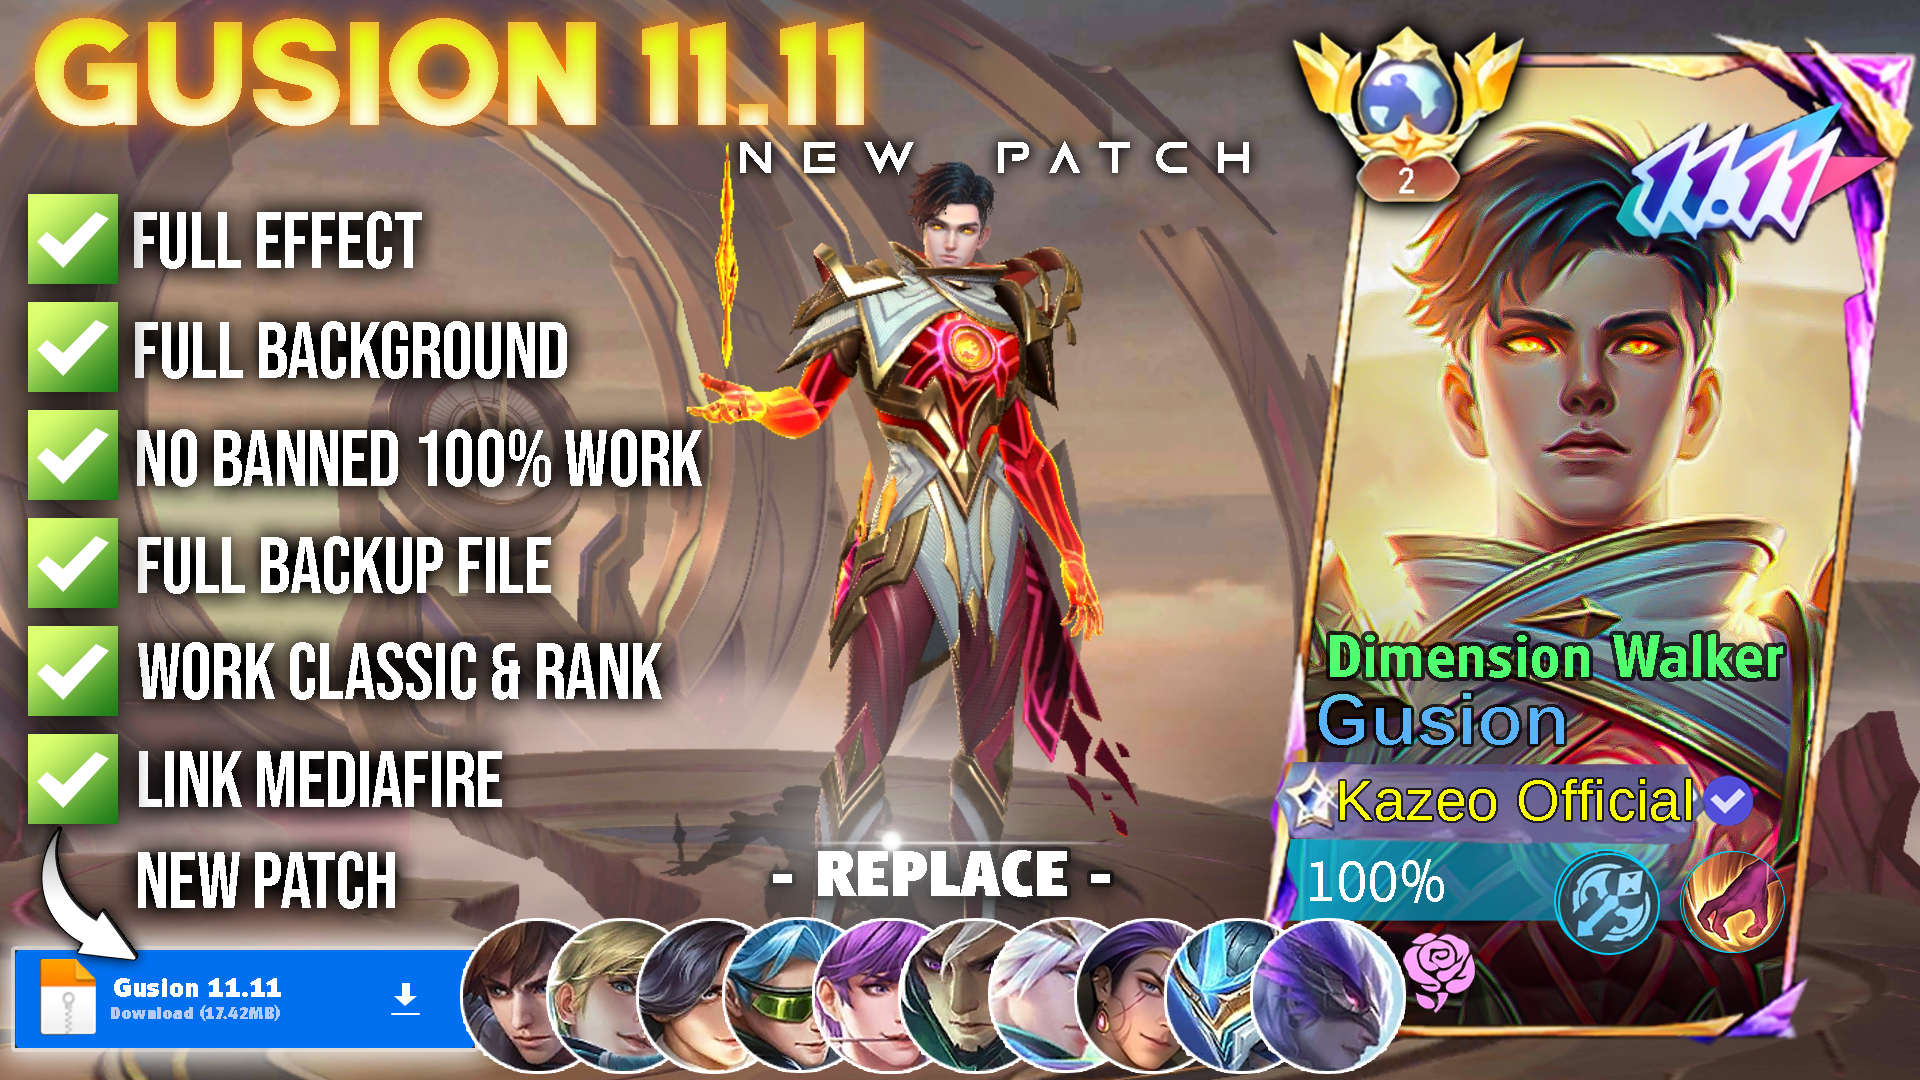 GUSION 11.11
NEW PATCH
FULL EFFECT
FULL BACKGROUND
NO BANNED 100% WORK
FULL BACKUP FILE
WORK CLASSIC & RANK
LINK MEDIAFIRE
NEW PATCH
Gusion 11.11
Download (17.42MB)
- REPLACE -
2
11.11
Dimension Walker
Gusion
Kazeo Official
100%